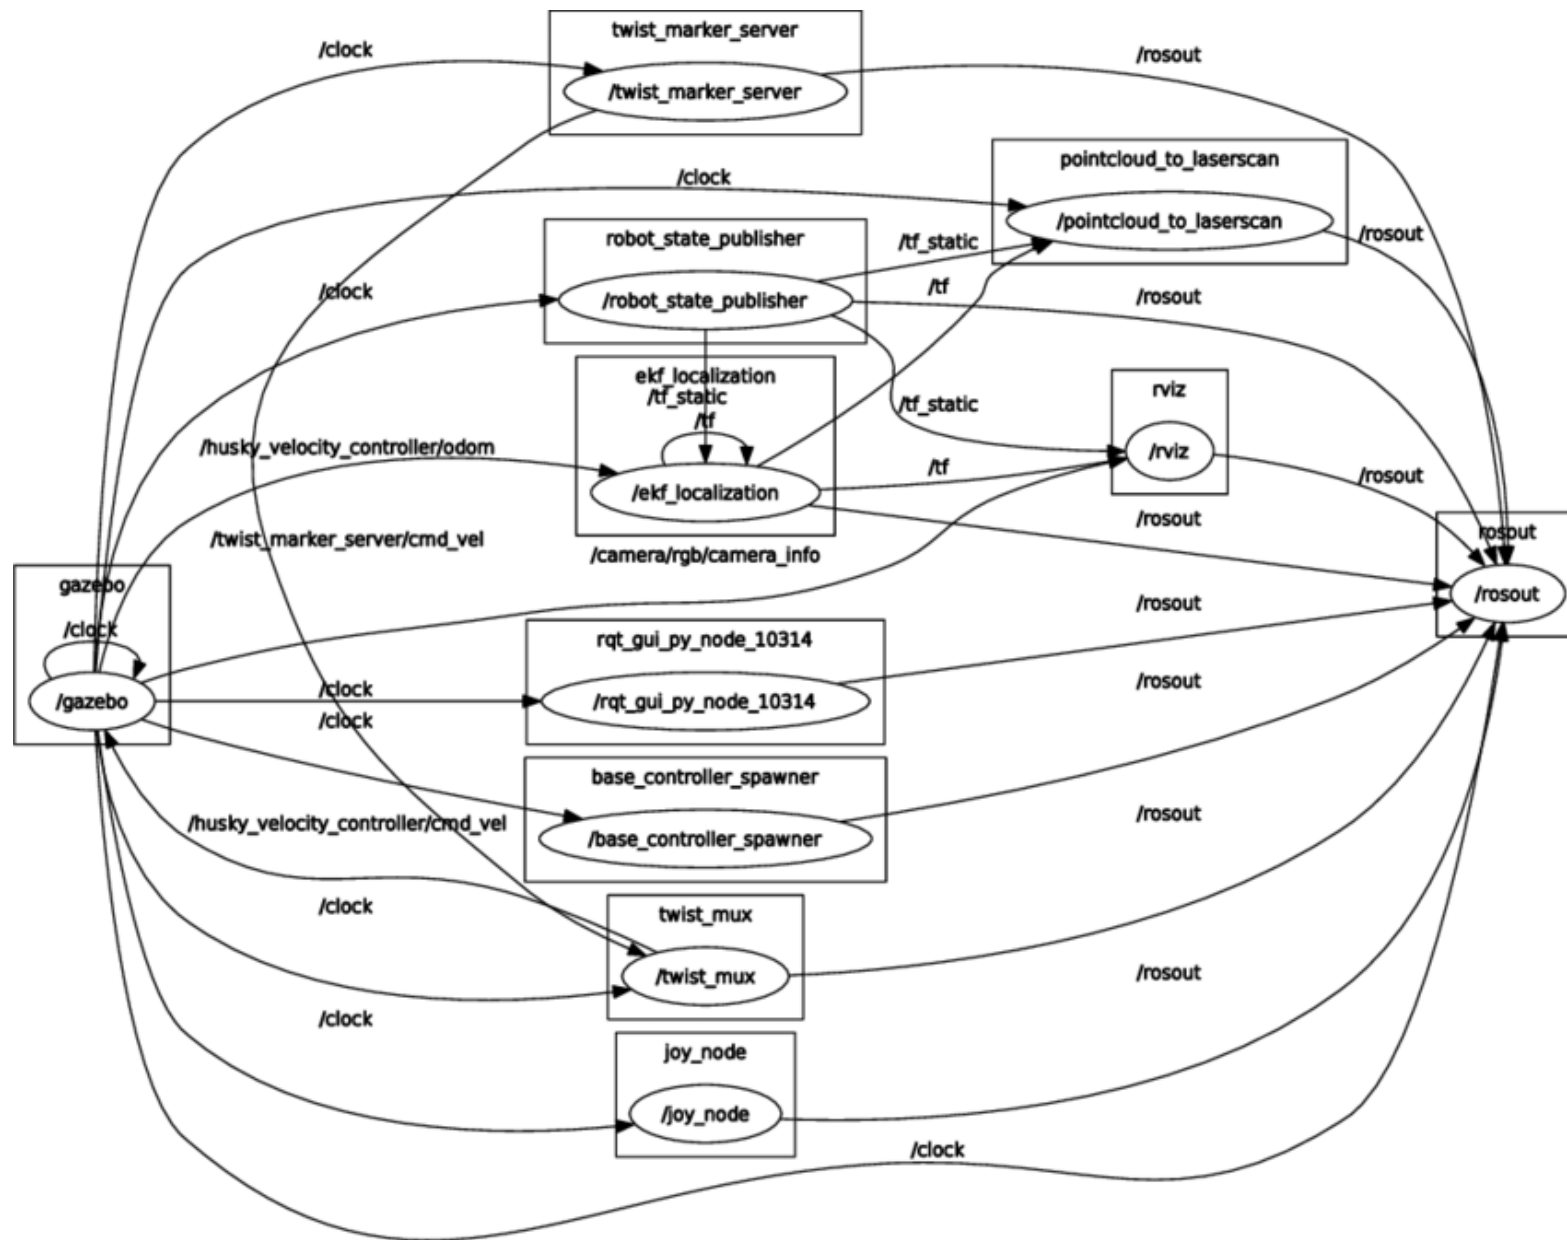 twist_marker_server
/clock
/rosout
/twist_marker_server
pointcloud_to_laserscan
/clock
/pointcloud_to_laserscan
/rosout
robot_state_publisher
/tf_static
/clock
/robot_state_publisher
/tf
/rosout
ekf_localization
rviz
/tf_static
/tf_static
/tf
/husky_velocity_controller/odom
/rviz
/tf
/rosout
/ekf_localization
/rosout
rosout
/twist_marker_server/cmd_vel
/camera/rgb/camera_info
gazebo
/rosout
/rosout
/clock
rqt_gui_py_node_10314
/rosout
/clock
/gazebo
/rqt_gui_py_node_10314
/clock
base_controller_spawner
/rosout
/husky_velocity_controller/cmd_vel
/base_controller_spawner
/clock
twist_mux
/twist_mux
/rosout
/clock
joy_node
/joy_node
/clock